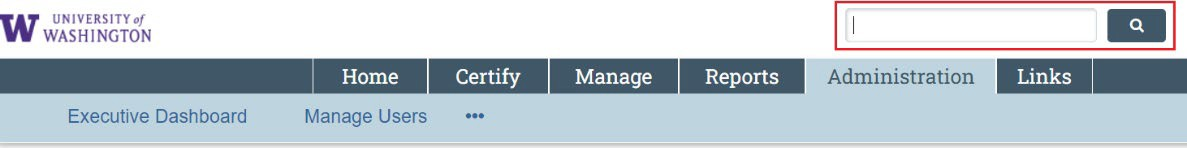 W UNIVERSITY of
WASHINGTON
Home Certify Manage Reports Administration Links
Executive Dashboard Manage Users •••